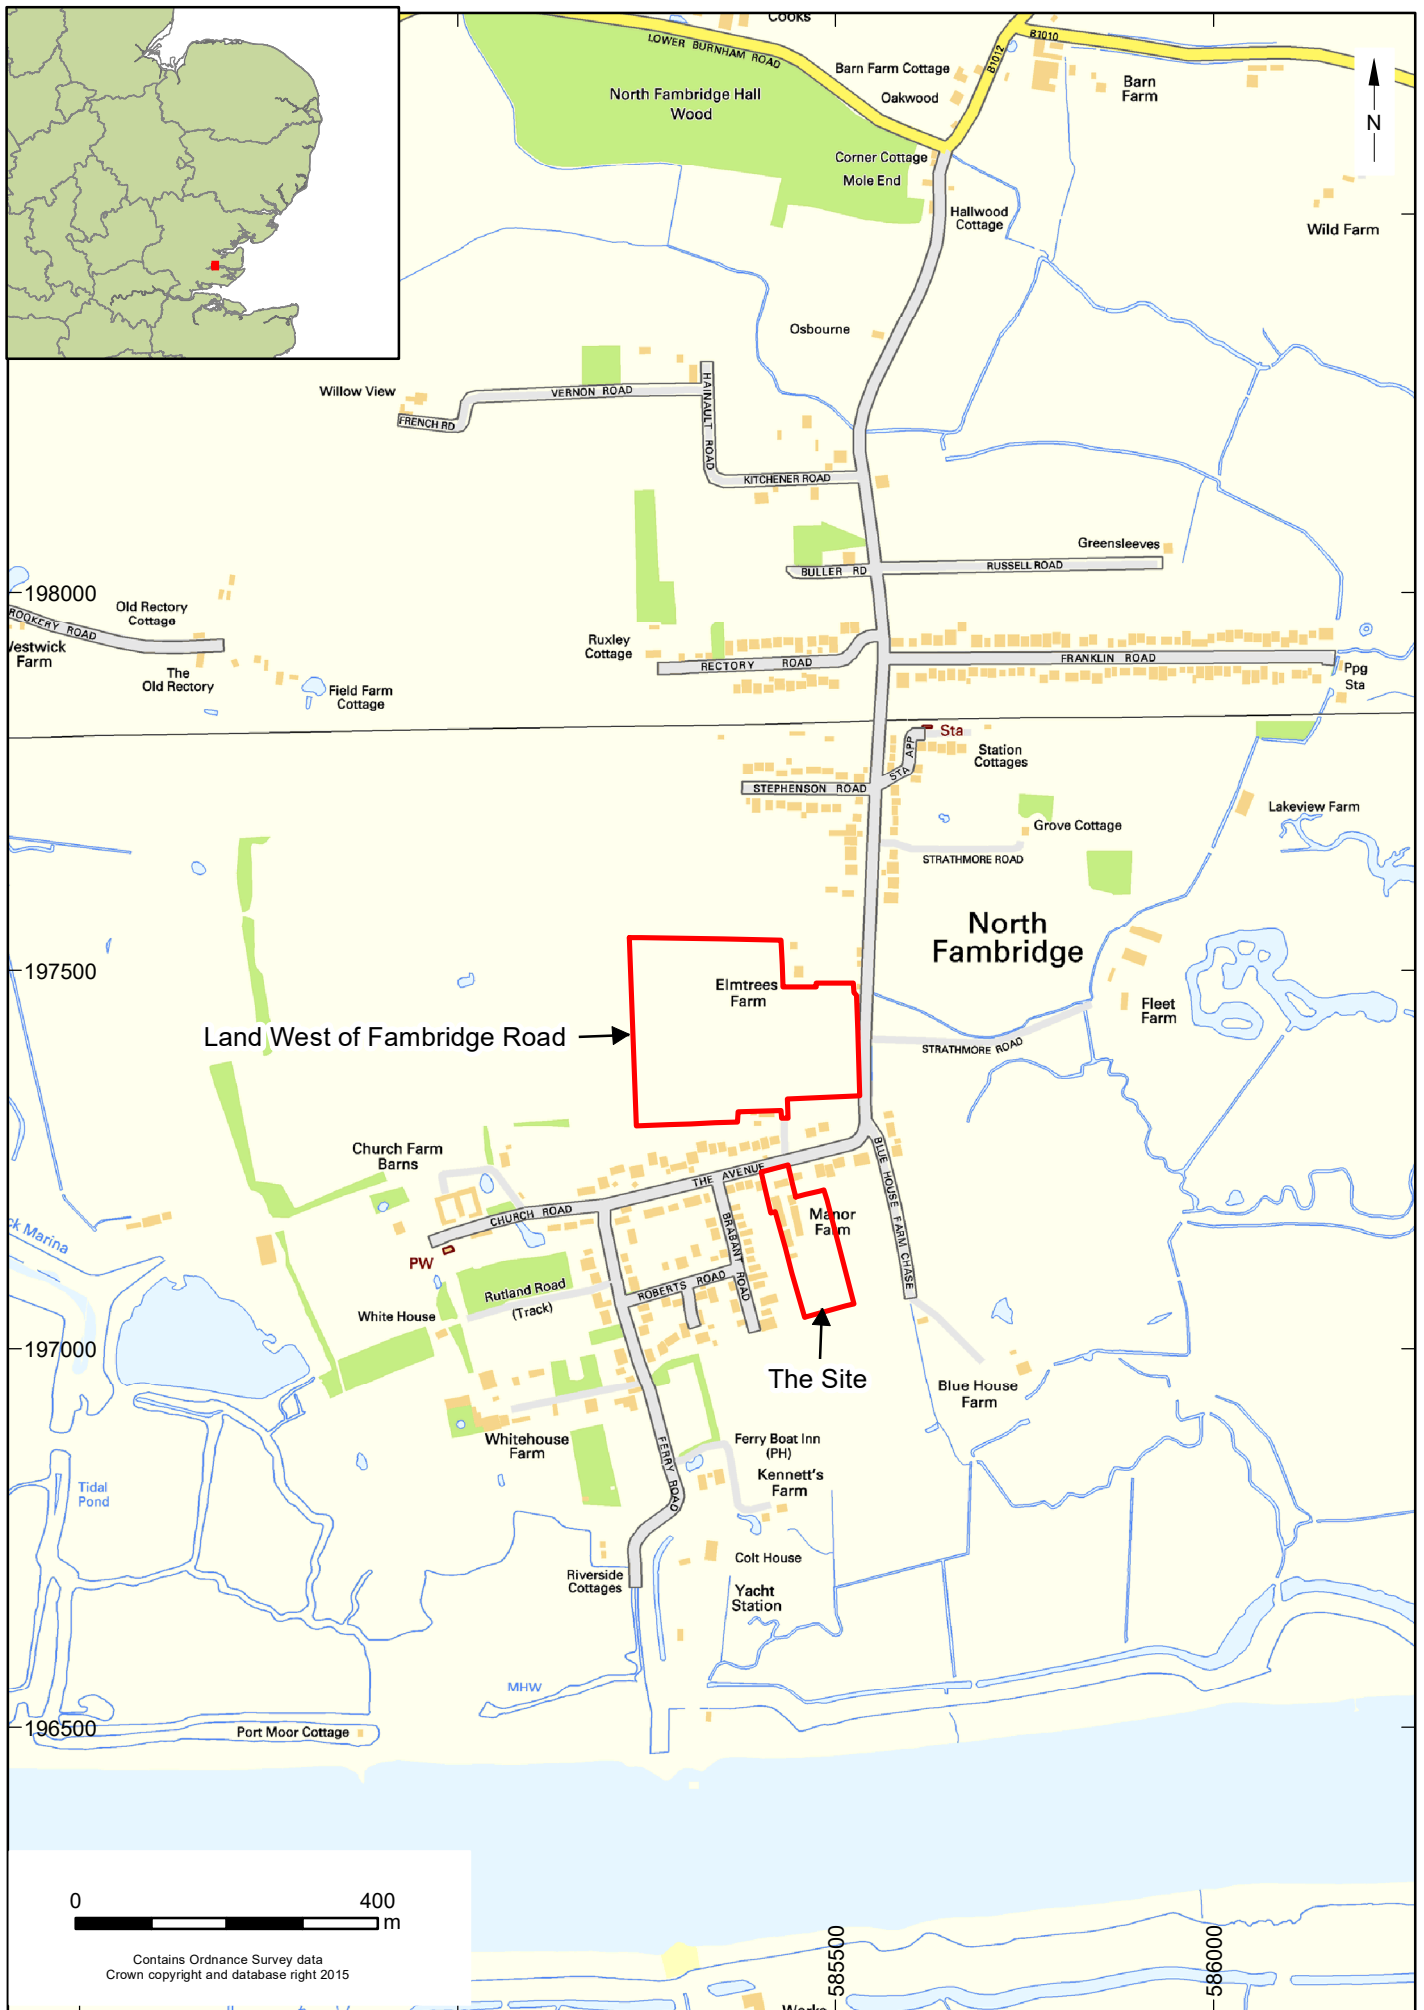 Cooks
LOWER BURNHAM ROAD
B1010
B1012
Barn Farm Cottage
Oakwood
Barn
Farm
North Fambridge Hall
Wood
N
Corner Cottage
Mole End
Hallwood
Cottage
Wild Farm
Osbourne
Willow View
FRENCH RD
VERNON ROAD
HAINAULT ROAD
KITCHENER ROAD
Greensleeves
BULLER RD
RUSSELL ROAD
198000
Old Rectory
Cottage
ROOKERY ROAD
Westwick
Farm
The
Old Rectory
Field Farm
Cottage
Ruxley
Cottage
RECTORY ROAD
FRANKLIN ROAD
Ppg
Sta
Sta
STA APP
Station
Cottages
STEPHENSON ROAD
Lakeview Farm
Grove Cottage
STRATHMORE ROAD
North
Fambridge
197500
Elmtrees
Farm
Fleet
Farm
Land West of Fambridge Road
STRATHMORE ROAD
Church Farm
Barns
THE AVENUE
BLUE HOUSE FARM CHASE
CHURCH ROAD
BRABANT ROAD
Manor
Farm
ck Marina
PW
Rutland Road
(Track)
ROBERTS ROAD
White House
197000
The Site
Blue House
Farm
Whitehouse
Farm
FERRY ROAD
Ferry Boat Inn
(PH)
Kennett's
Farm
Tidal
Pond
Colt House
Riverside
Cottages
Yacht
Station
MHW
196500
Port Moor Cottage
0
400
m
Contains Ordnance Survey data
Crown copyright and database right 2015
585500
586000